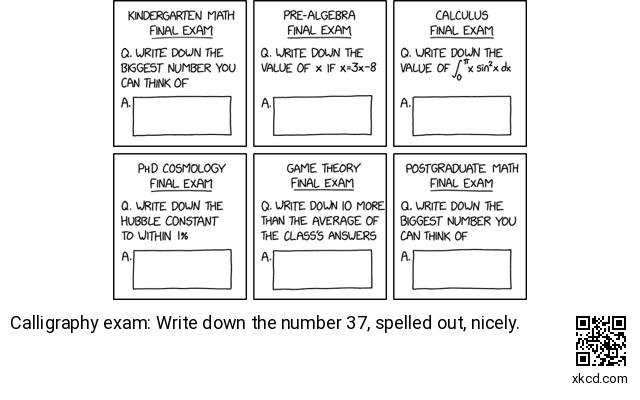 KINDERGARTEN MATH
FINAL EXAM
Q. WRITE DOWN THE
BIGGEST NUMBER YOU
CAN THINK OF
A.
PRE-ALGEBRA
FINAL EXAM
Q. WRITE DOWN THE
VALUE OF x IF x=3x-8
A.
CALCULUS
FINAL EXAM
Q. WRITE DOWN THE
VALUE OF ∫₀^π x sin²x dx
A.
PHD COSMOLOGY
FINAL EXAM
Q. WRITE DOWN THE
HUBBLE CONSTANT
TO WITHIN 1%
A.
GAME THEORY
FINAL EXAM
Q. WRITE DOWN 10 MORE
THAN THE AVERAGE OF
THE CLASS'S ANSWERS
A.
POSTGRADUATE MATH
FINAL EXAM
Q. WRITE DOWN THE
BIGGEST NUMBER YOU
CAN THINK OF
A.
Calligraphy exam: Write down the number 37, spelled out, nicely.
xkcd.com